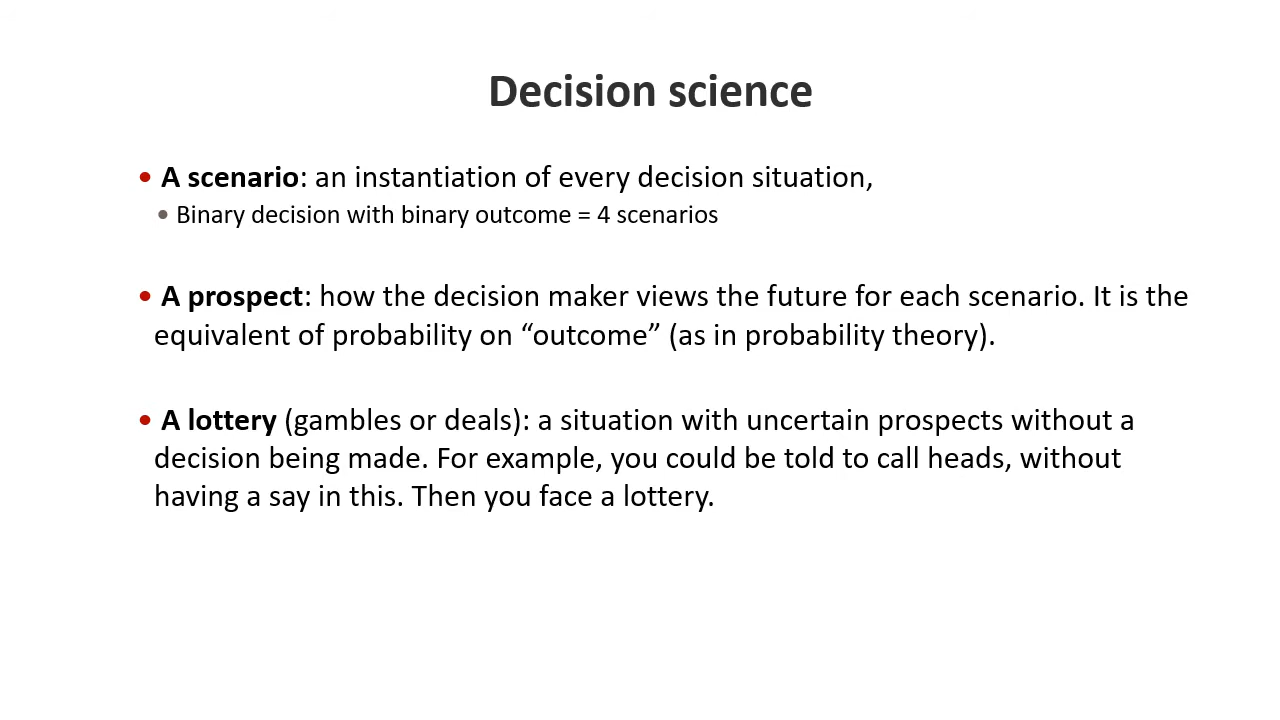 Decision science
• A scenario: an instantiation of every decision situation,
• Binary decision with binary outcome = 4 scenarios
• A prospect: how the decision maker views the future for each scenario. It is the
equivalent of probability on “outcome” (as in probability theory).
• A lottery (gambles or deals): a situation with uncertain prospects without a
decision being made. For example, you could be told to call heads, without
having a say in this. Then you face a lottery.